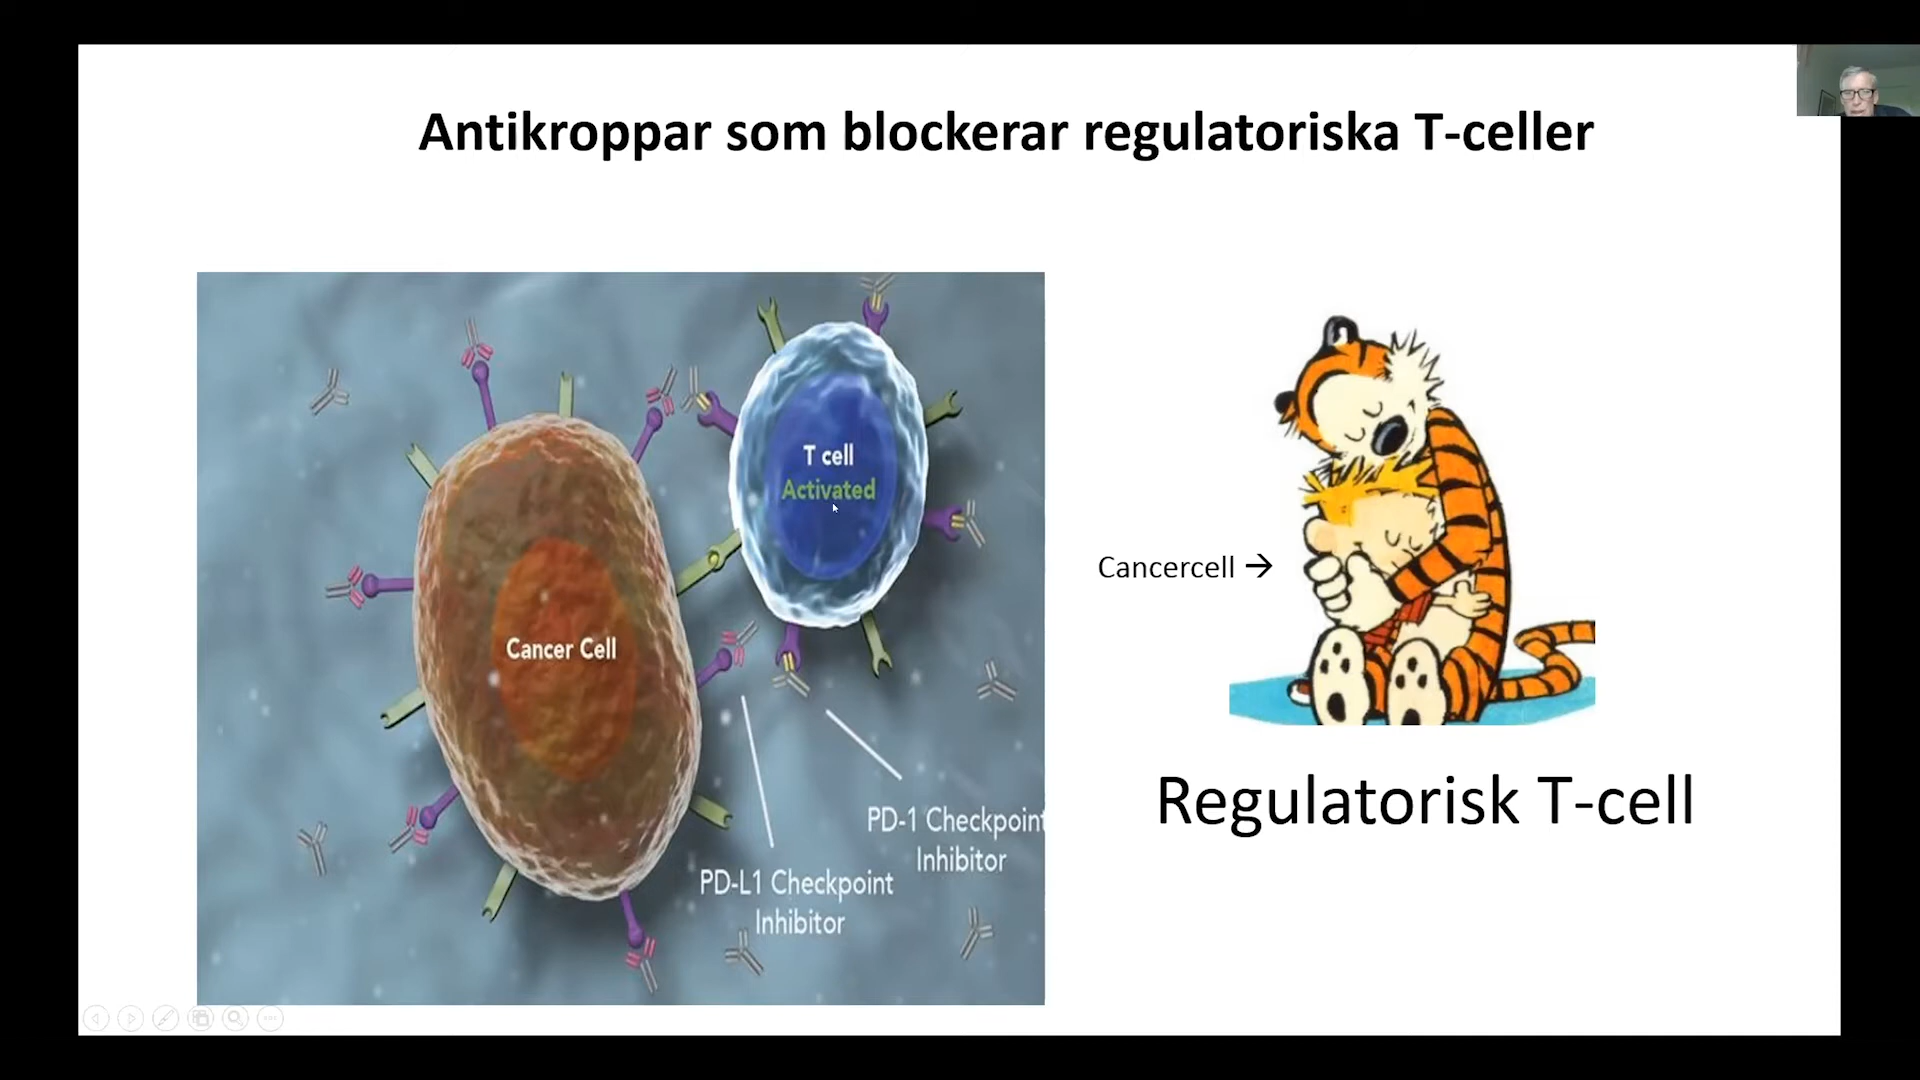 Antikroppar som blockerar regulatoriska T-celler
T cell
Activated
Cancer Cell
PD-1 Checkpoint
Inhibitor
PD-L1 Checkpoint
Inhibitor
Cancercell →
Regulatorisk T-cell